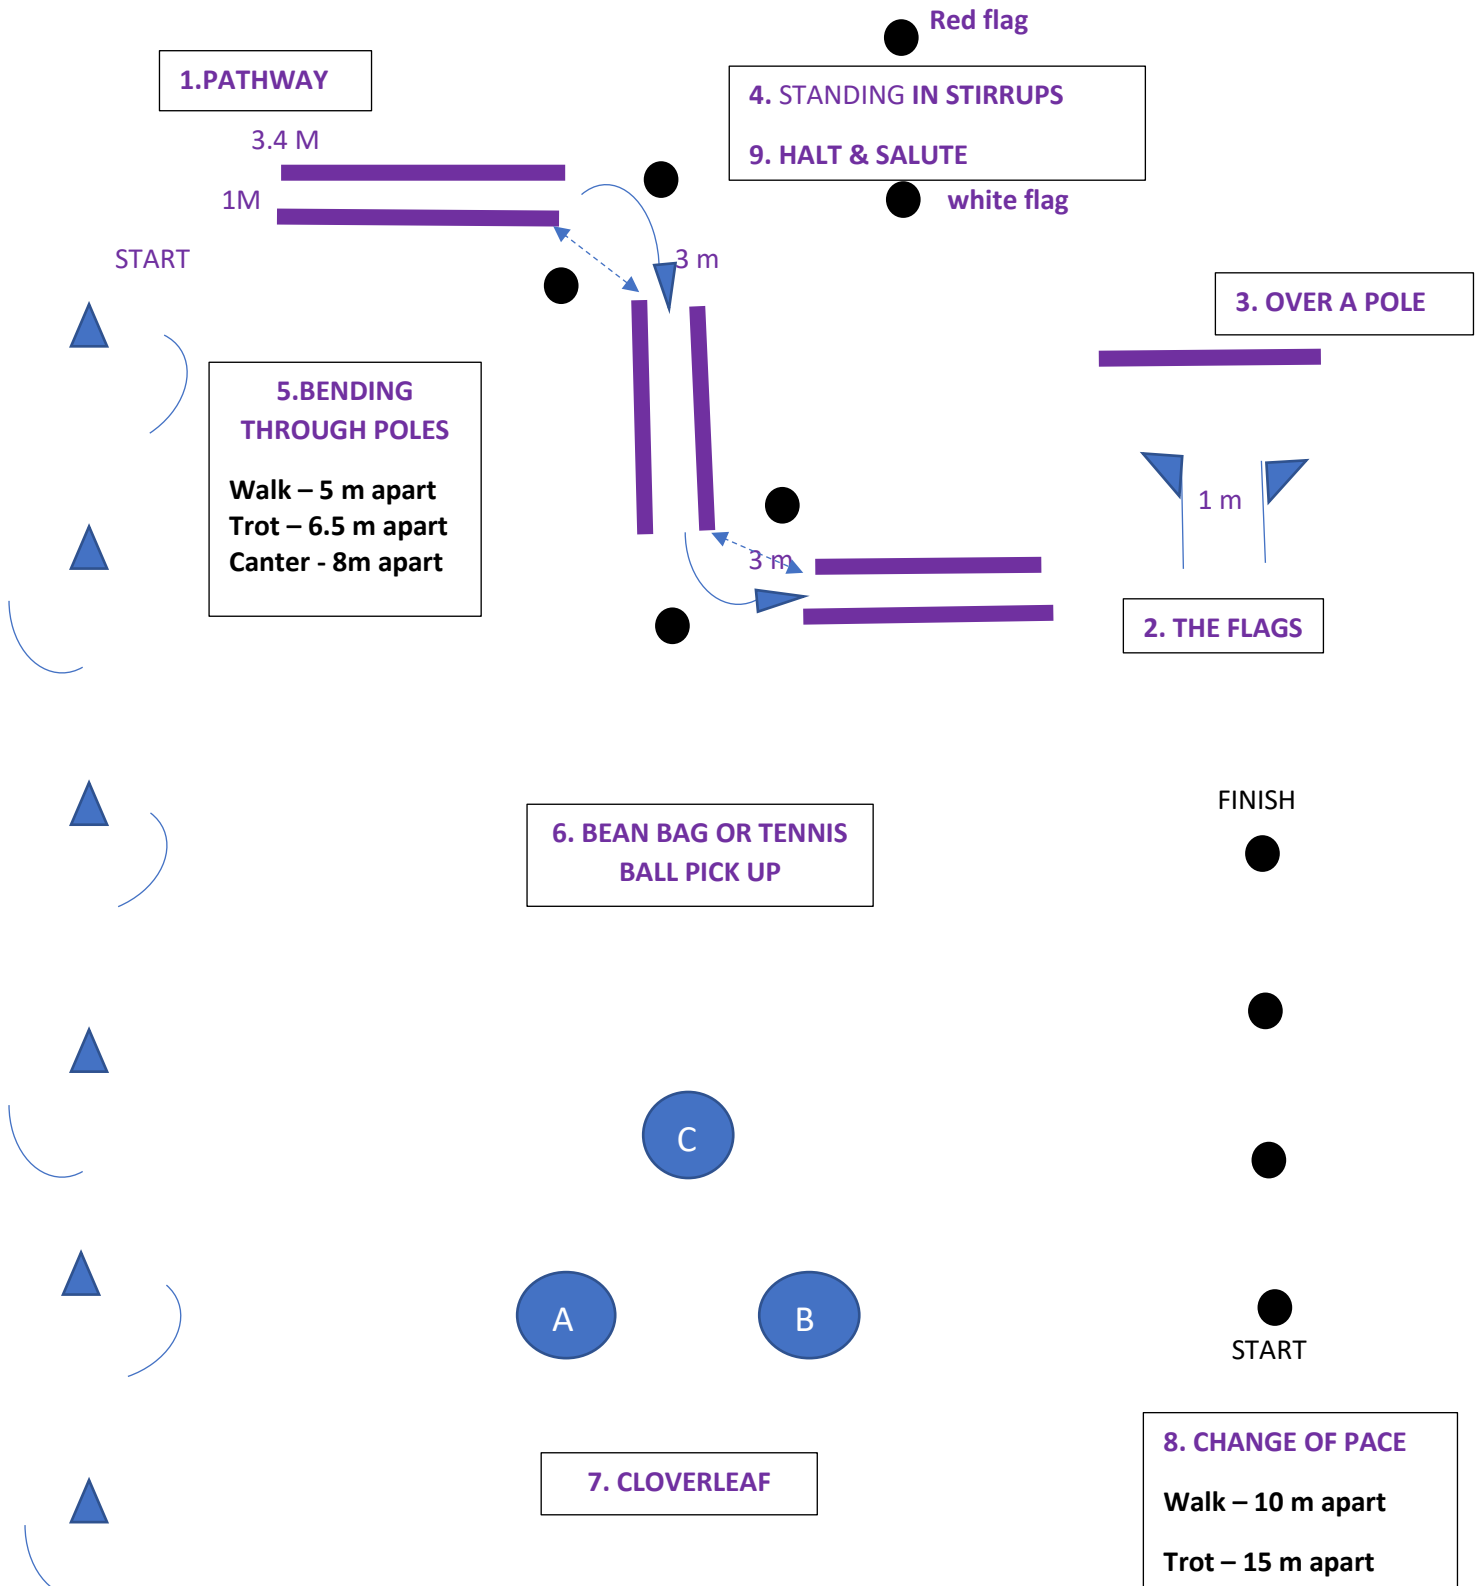 Red flag
1.PATHWAY
4. STANDING IN STIRRUPS
9. HALT & SALUTE
3.4 M
1M
white flag
START
3 m
3. OVER A POLE
5.BENDING
THROUGH POLES
Walk – 5 m apart
Trot – 6.5 m apart
Canter - 8m apart
1 m
3 m
2. THE FLAGS
FINISH
6. BEAN BAG OR TENNIS
BALL PICK UP
C
A
B
START
7. CLOVERLEAF
8. CHANGE OF PACE
Walk – 10 m apart
Trot – 15 m apart